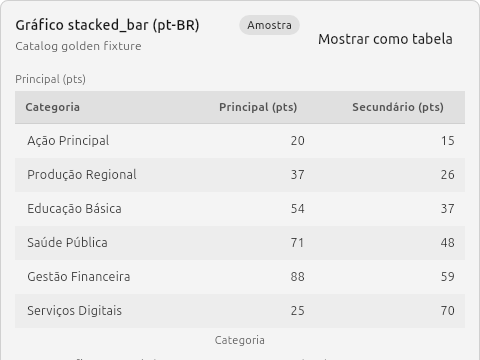 Gráfico stacked_bar (pt-BR)
Amostra
Mostrar como tabela
Catalog golden fixture
Principal (pts)
Categoria Principal (pts) Secundário (pts)
Ação Principal 20 15
Produção Regional 37 26
Educação Básica 54 37
Saúde Pública 71 48
Gestão Financeira 88 59
Serviços Digitais 25 70
Categoria